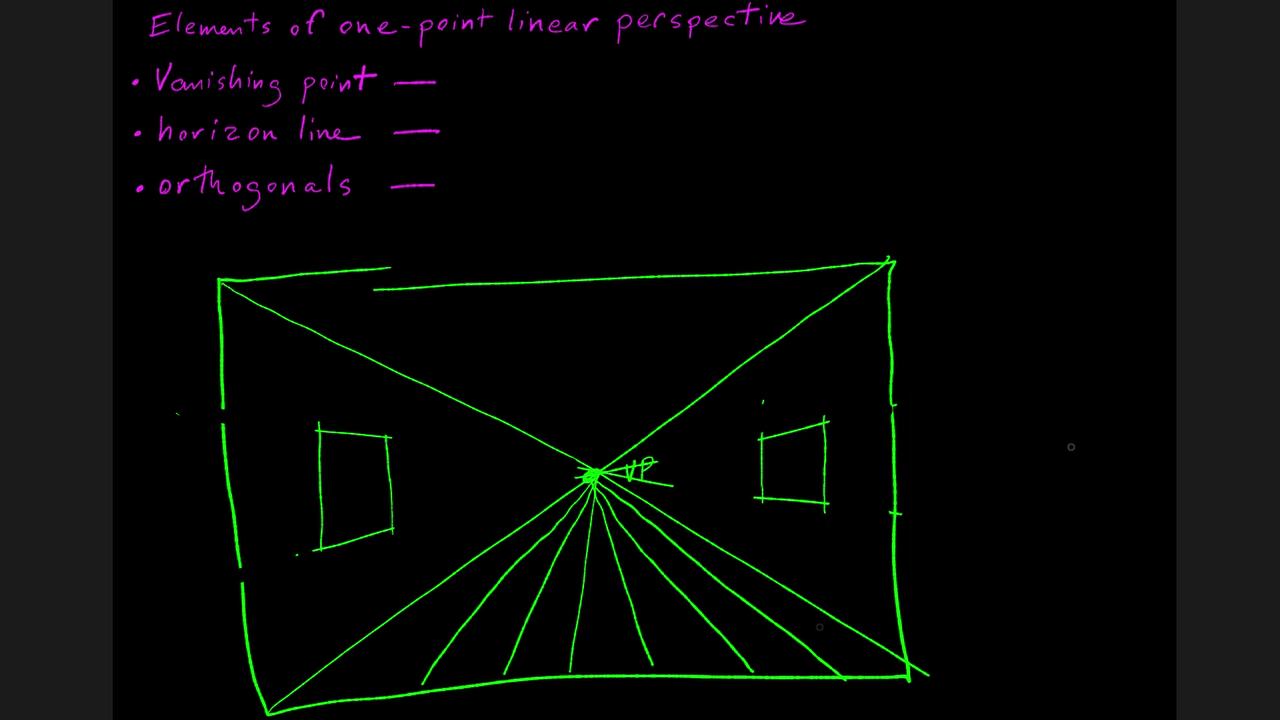 Elements of one-point linear perspective
• Vanishing point —
• horizon line —
• orthogonals —
VP